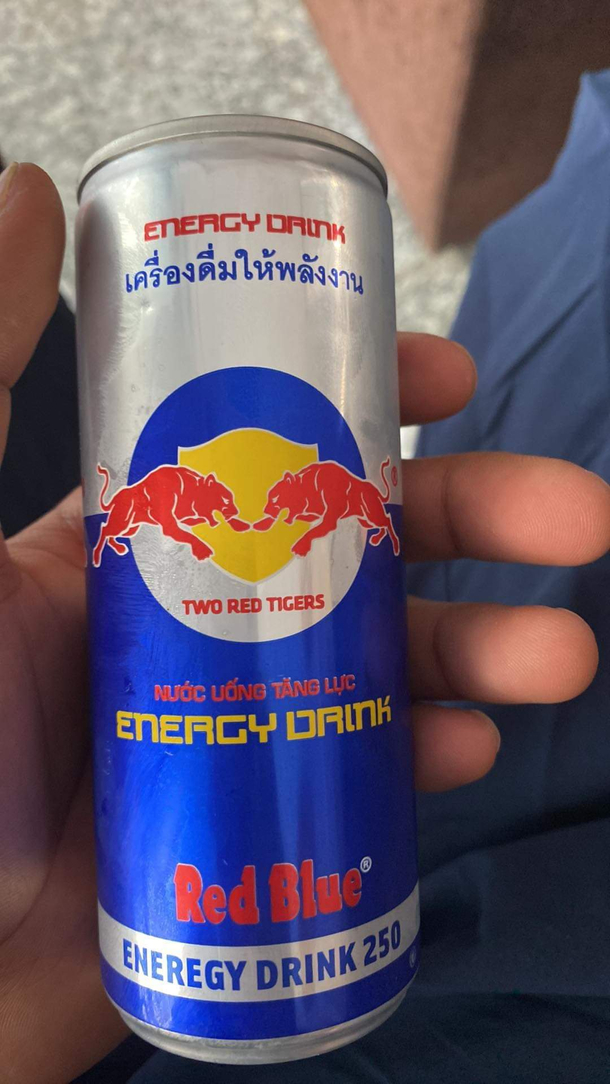 ENERGY DRINK
เครื่องดื่มให้พลังงาน
®
TWO RED TIGERS
NƯỚC UỐNG TĂNG LỰC
ENERGY DRINK
Red Blue®
ENEREGY DRINK 250